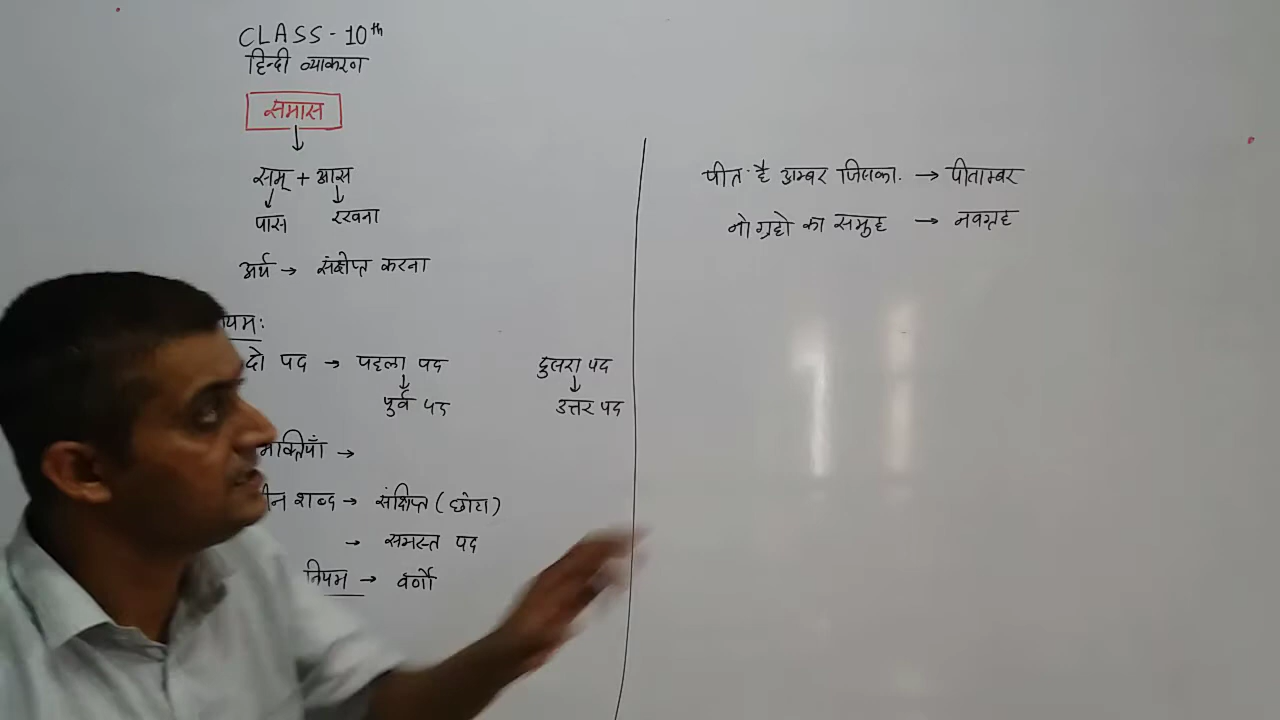 CLASS - 10th
हिन्दी व्याकरण
समास
सम् + आस
पास रखना
अर्थ → संक्षेप्त करना
दो पद → पहला पद दुसरा पद
पुर्व पद उत्तर पद
→
शब्द → संक्षिप्त (छोटा)
→ समस्त पद
नियम → वर्णो
पीत है अम्बर जिसका. → पीताम्बर
नो ग्रहो का समुह → नवग्रह